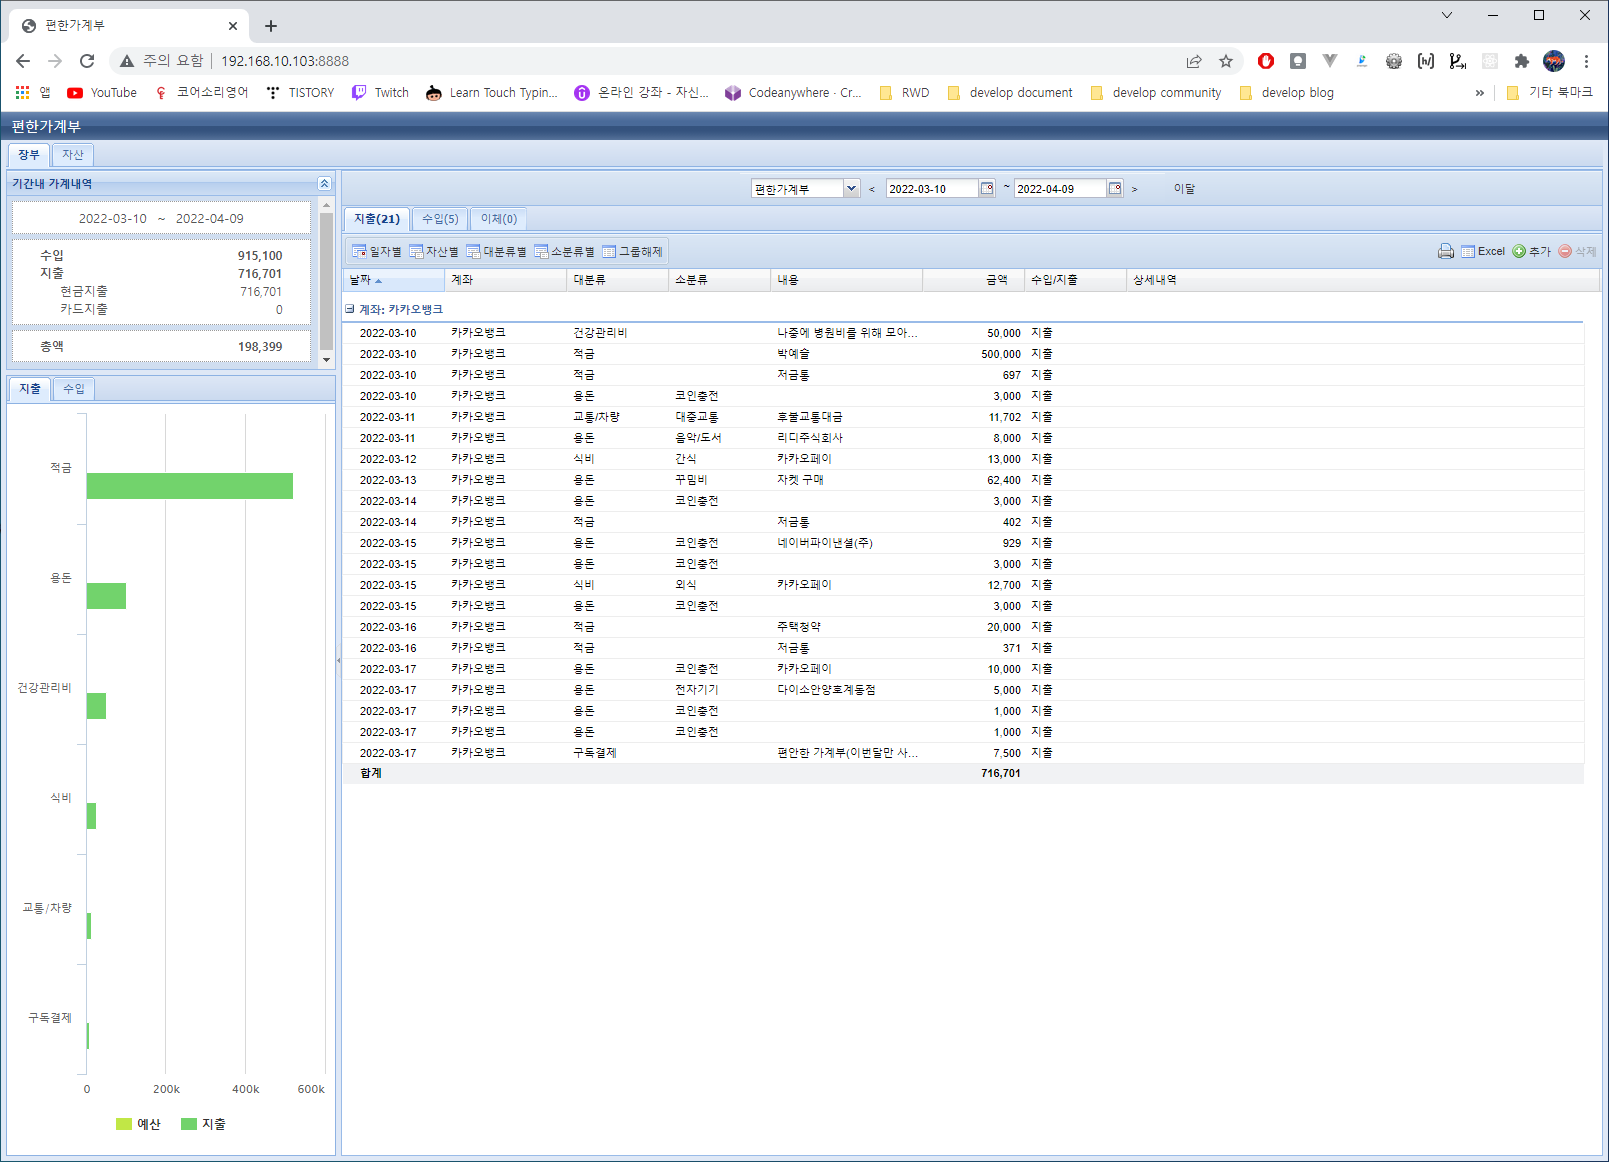 편한가계부
주의 요함 192.168.10.103:8888
앱 YouTube 코어소리영어 TISTORY Twitch Learn Touch Typin... 온라인 강좌 - 자신... Codeanywhere · Cr... RWD develop document develop community develop blog » 기타 북마크
편한가계부
장부 자산
기간내 가계내역
2022-03-10 ~ 2022-04-09
수입 915,100
지출 716,701
현금지출 716,701
카드지출 0
총액 198,399
지출 수입
적금
용돈
건강관리비
식비
교통/차량
구독결제
0 200k 400k 600k
예산 지출
편한가계부 < 2022-03-10 ~ 2022-04-09 > 이달
지출(21) 수입(5) 이체(0)
일자별 자산별 대분류별 소분류별 그룹해제 Excel 추가 삭제
날짜 계좌 대분류 소분류 내용 금액 수입/지출 상세내역
계좌: 카카오뱅크
2022-03-10 카카오뱅크 건강관리비 나중에 병원비를 위해 모아... 50,000 지출
2022-03-10 카카오뱅크 적금 박예슬 500,000 지출
2022-03-10 카카오뱅크 적금 저금통 697 지출
2022-03-10 카카오뱅크 용돈 코인충전 3,000 지출
2022-03-11 카카오뱅크 교통/차량 대중교통 후불교통대금 11,702 지출
2022-03-11 카카오뱅크 용돈 음악/도서 리디주식회사 8,000 지출
2022-03-12 카카오뱅크 식비 간식 카카오페이 13,000 지출
2022-03-13 카카오뱅크 용돈 꾸밈비 자켓 구매 62,400 지출
2022-03-14 카카오뱅크 용돈 코인충전 3,000 지출
2022-03-14 카카오뱅크 적금 저금통 402 지출
2022-03-15 카카오뱅크 용돈 코인충전 네이버파이낸셜(주) 929 지출
2022-03-15 카카오뱅크 용돈 코인충전 3,000 지출
2022-03-15 카카오뱅크 식비 외식 카카오페이 12,700 지출
2022-03-15 카카오뱅크 용돈 코인충전 3,000 지출
2022-03-16 카카오뱅크 적금 주택청약 20,000 지출
2022-03-16 카카오뱅크 적금 저금통 371 지출
2022-03-17 카카오뱅크 용돈 코인충전 카카오페이 10,000 지출
2022-03-17 카카오뱅크 용돈 전자기기 다이소안양호계동점 5,000 지출
2022-03-17 카카오뱅크 용돈 코인충전 1,000 지출
2022-03-17 카카오뱅크 용돈 코인충전 1,000 지출
2022-03-17 카카오뱅크 구독결제 편안한 가계부(이번달만 사... 7,500 지출
합계 716,701